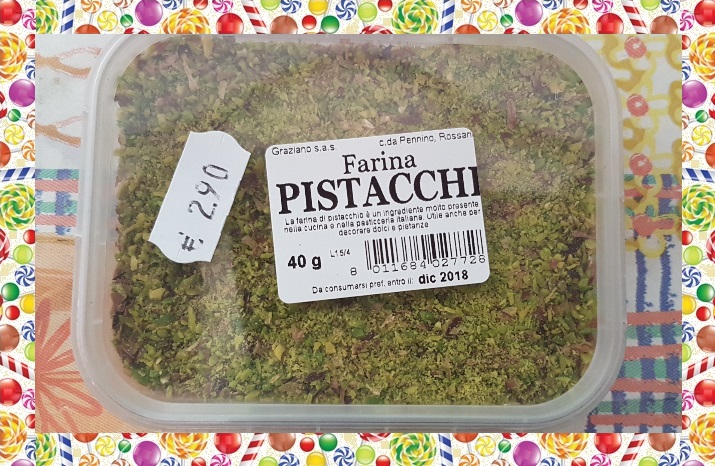 Graziano s.a.s. c.da Pennino, Rossan
Farina
PISTACCHI
La farina di pistacchio è un ingrediente molto presente
nella cucina e nella pasticceria italiana. Utile anche per
decorare dolci e pietanze
40 g L15/4
8 011684 027728
Da consumarsi pref. entro il: dic 2018
€ 2.90